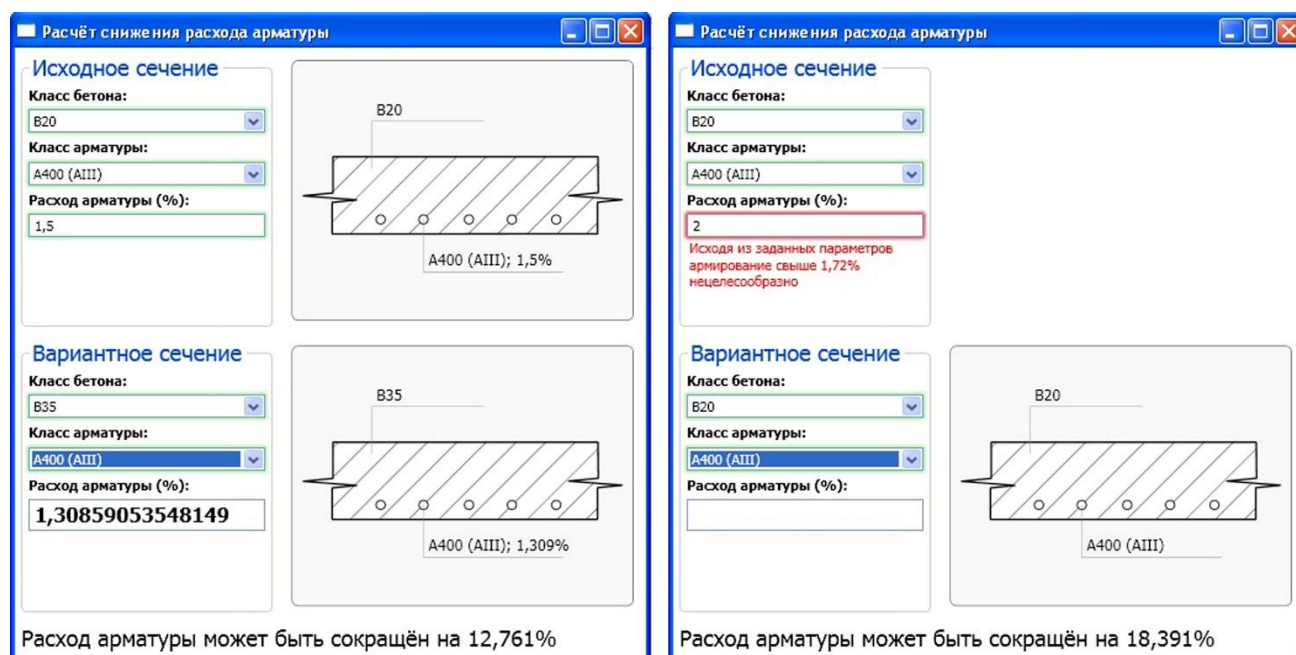 Расчёт снижения расхода арматуры
Исходное сечение
Класс бетона:
B20
Класс арматуры:
A400 (AIII)
Расход арматуры (%):
1,5
B20
A400 (AIII); 1,5%
Вариантное сечение
Класс бетона:
B35
Класс арматуры:
A400 (AIII)
Расход арматуры (%):
1,30859053548149
B35
A400 (AIII); 1,309%
Расход арматуры может быть сокращён на 12,761%
Расчёт снижения расхода арматуры
Исходное сечение
Класс бетона:
B20
Класс арматуры:
A400 (AIII)
Расход арматуры (%):
2
Исходя из заданных параметров
армирование свыше 1,72%
нецелесообразно
Вариантное сечение
Класс бетона:
B20
Класс арматуры:
A400 (AIII)
Расход арматуры (%):
B20
A400 (AIII)
Расход арматуры может быть сокращён на 18,391%